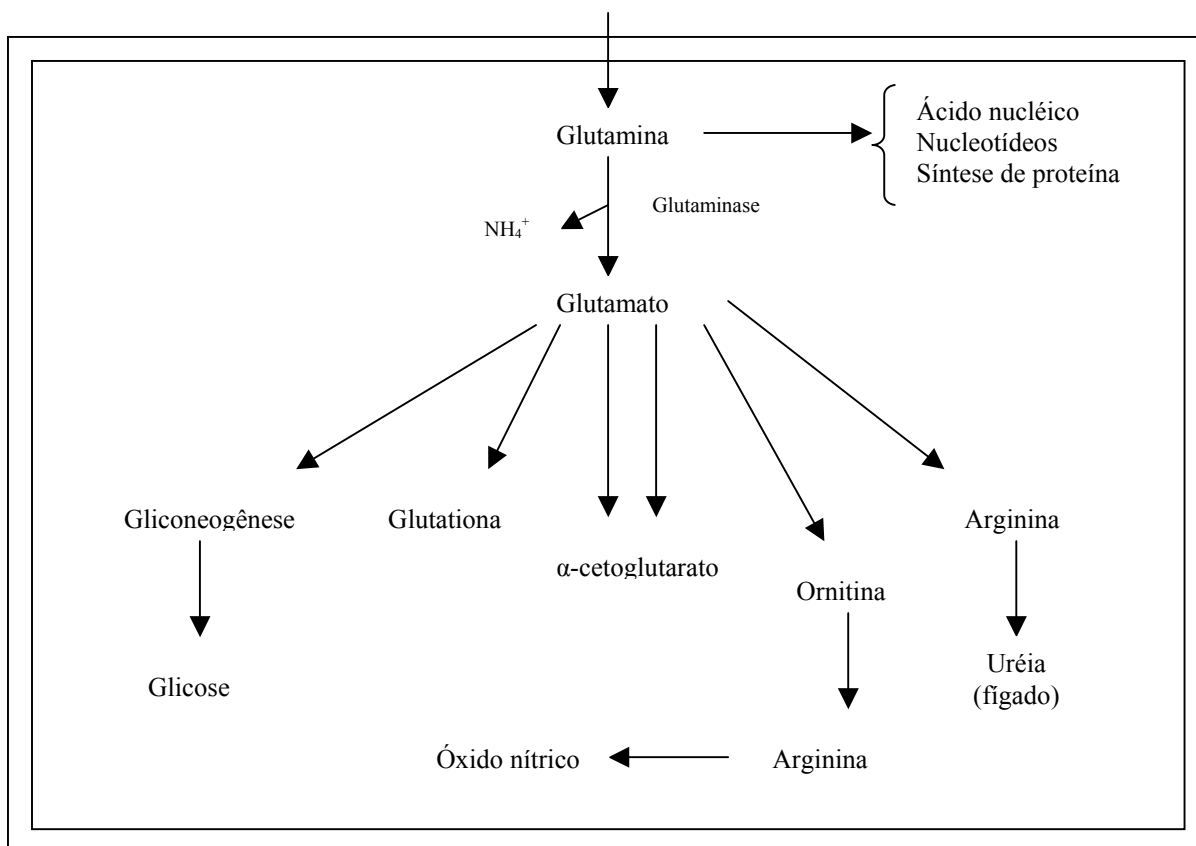 Ácido nucléico
Nucleotídeos
Síntese de proteína
Glutamina
Glutaminase
NH₄⁺
Glutamato
Gliconeogênese
Glutationa
α-cetoglutarato
Ornitina
Arginina
Glicose
Uréia
(fígado)
Óxido nítrico
Arginina